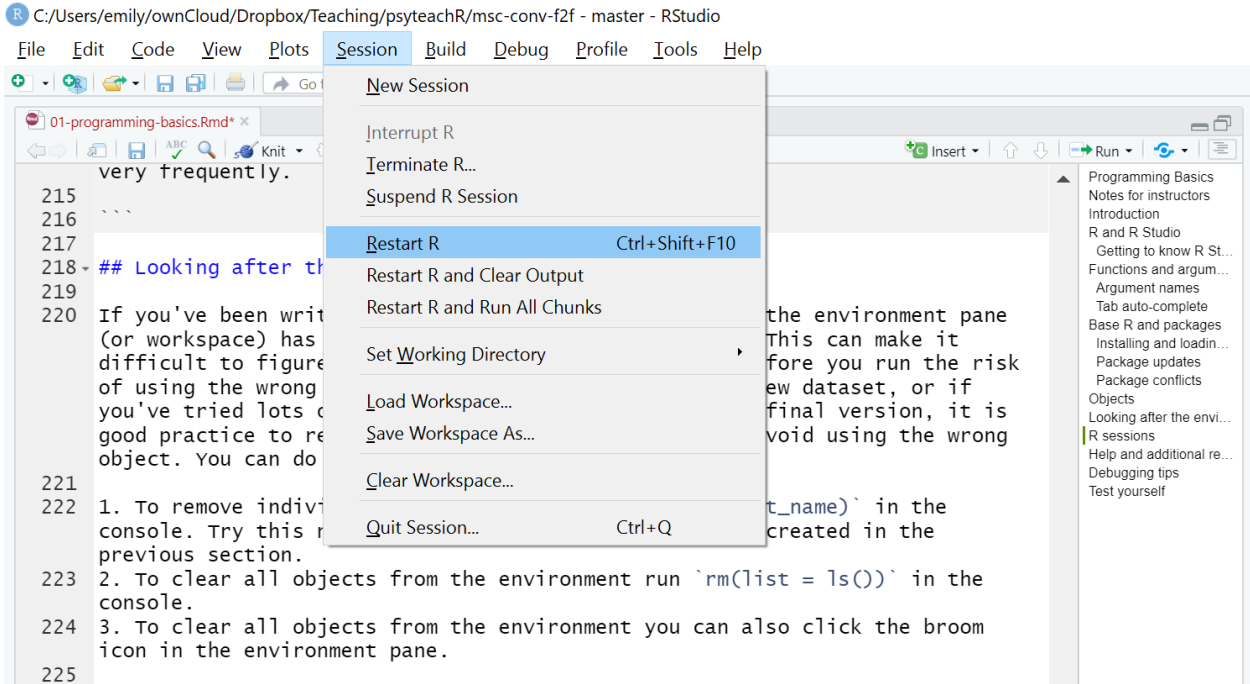 C:/Users/emily/ownCloud/Dropbox/Teaching/psyteachR/msc-conv-f2f - master - RStudio
File Edit Code View Plots Session Build Debug Profile Tools Help
Go
01-programming-basics.Rmd*
ABC Knit Insert Run
New Session
Interrupt R
Terminate R...
Suspend R Session
Restart R Ctrl+Shift+F10
Restart R and Clear Output
Restart R and Run All Chunks
Set Working Directory
Load Workspace...
Save Workspace As...
Clear Workspace...
Quit Session... Ctrl+Q
very frequently.
215
216 ```
217
218 ## Looking after
219
220 If you've been the environment pane
(or workspace) has This can make it
difficult to figure you run the risk
of using the wrong dataset, or if
you've tried lots final version, it is
good practice to using the wrong
object. You can do
221
222 1. To remove in the
console. Try this created in the
previous section.
223 2. To clear all objects from the environment run `rm(list = ls())` in the
console.
224 3. To clear all objects from the environment you can also click the broom
icon in the environment pane.
225
Programming Basics
Notes for instructors
Introduction
R and R Studio
Getting to know R St...
Functions and argum...
Argument names
Tab auto-complete
Base R and packages
Installing and loadin...
Package updates
Package conflicts
Objects
Looking after the envi...
R sessions
Help and additional re...
Debugging tips
Test yourself